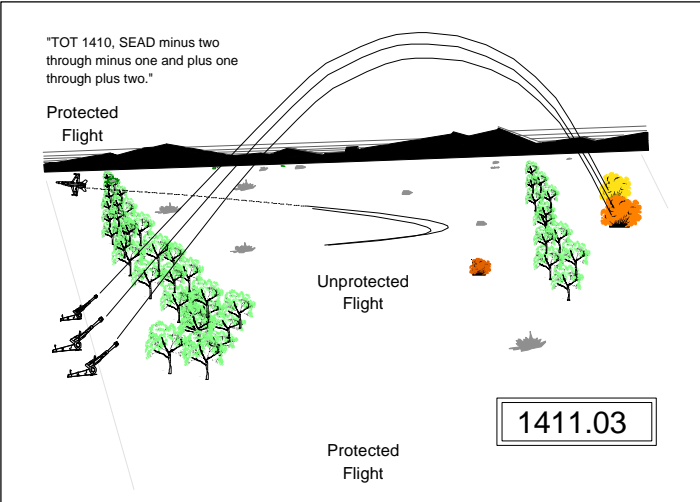 "TOT 1410, SEAD minus two
through minus one and plus one
through plus two."
Protected
Flight
Unprotected
Flight
1411.03
Protected
Flight